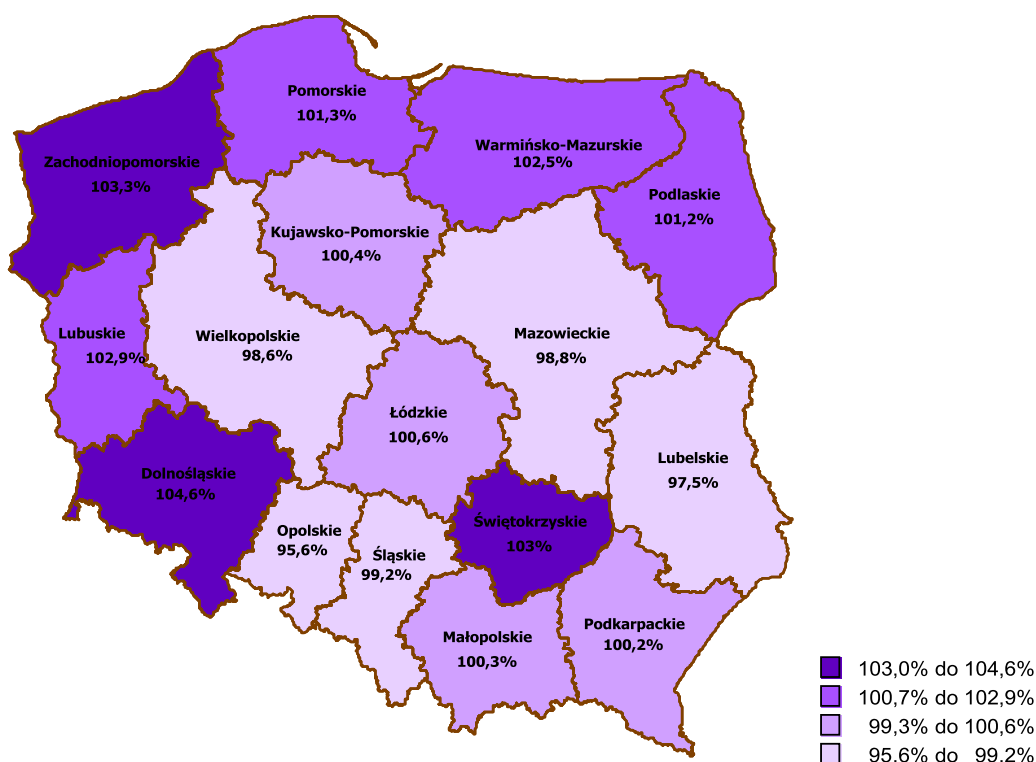 Pomorskie
101,3%
Warmińsko-Mazurskie
102,5%
Zachodniopomorskie
103,3%
Podlaskie
101,2%
Kujawsko-Pomorskie
100,4%
Lubuskie
102,9%
Wielkopolskie
98,6%
Mazowieckie
98,8%
Łódzkie
100,6%
Lubelskie
97,5%
Dolnośląskie
104,6%
Opolskie
95,6%
Śląskie
99,2%
Świętokrzyskie
103%
Małopolskie
100,3%
Podkarpackie
100,2%
103,0% do 104,6%
100,7% do 102,9%
99,3% do 100,6%
95,6% do 99,2%